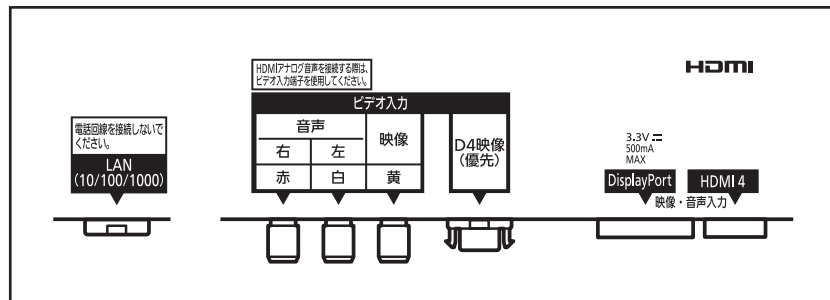 HDMIアナログ音声を接続する際は、
ビデオ入力端子を使用してください。
HDMI
ビデオ入力
電話回線を接続しないで
ください。
LAN
(10/100/1000)
音声
右 左
赤 白
映像
黄
D4映像
(優先)
3.3V ⎓
500mA
MAX
DisplayPort
HDMI 4
映像・音声入力